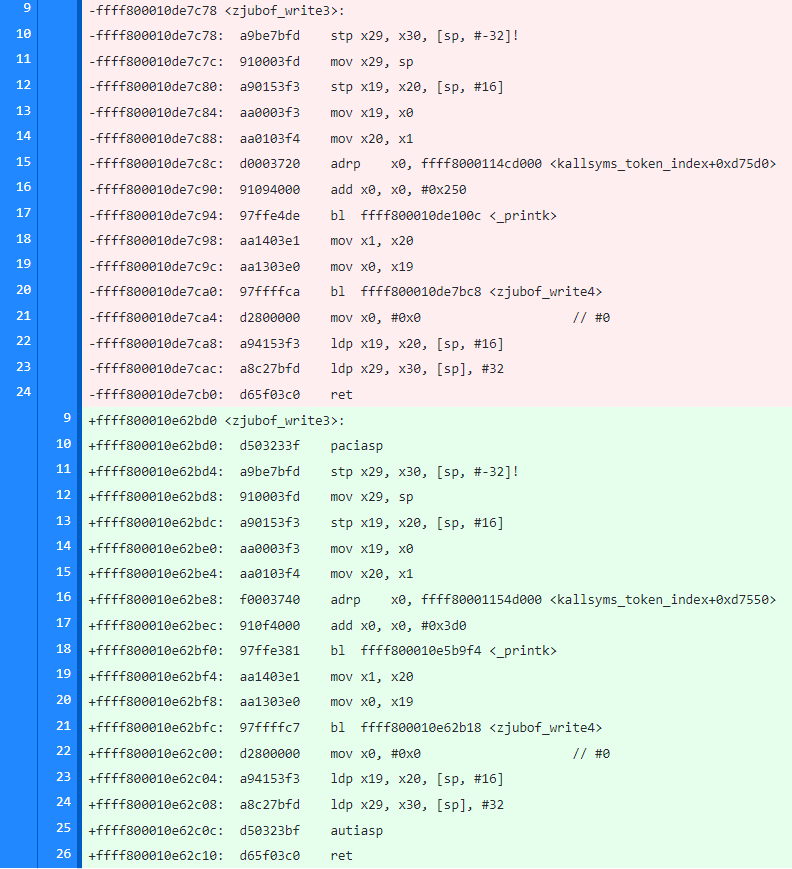 9 -ffff800010de7c78 <zjubof_write3>:
10 -ffff800010de7c78: a9be7bfd stp x29, x30, [sp, #-32]!
11 -ffff800010de7c7c: 910003fd mov x29, sp
12 -ffff800010de7c80: a90153f3 stp x19, x20, [sp, #16]
13 -ffff800010de7c84: aa0003f3 mov x19, x0
14 -ffff800010de7c88: aa0103f4 mov x20, x1
15 -ffff800010de7c8c: d0003720 adrp x0, ffff8000114cd000 <kallsyms_token_index+0xd75d0>
16 -ffff800010de7c90: 91094000 add x0, x0, #0x250
17 -ffff800010de7c94: 97ffe4de bl ffff800010de100c <_printk>
18 -ffff800010de7c98: aa1403e1 mov x1, x20
19 -ffff800010de7c9c: aa1303e0 mov x0, x19
20 -ffff800010de7ca0: 97ffffca bl ffff800010de7bc8 <zjubof_write4>
21 -ffff800010de7ca4: d2800000 mov x0, #0x0 // #0
22 -ffff800010de7ca8: a94153f3 ldp x19, x20, [sp, #16]
23 -ffff800010de7cac: a8c27bfd ldp x29, x30, [sp], #32
24 -ffff800010de7cb0: d65f03c0 ret
9 +ffff800010e62bd0 <zjubof_write3>:
10 +ffff800010e62bd0: d503233f paciasp
11 +ffff800010e62bd4: a9be7bfd stp x29, x30, [sp, #-32]!
12 +ffff800010e62bd8: 910003fd mov x29, sp
13 +ffff800010e62bdc: a90153f3 stp x19, x20, [sp, #16]
14 +ffff800010e62be0: aa0003f3 mov x19, x0
15 +ffff800010e62be4: aa0103f4 mov x20, x1
16 +ffff800010e62be8: f0003740 adrp x0, ffff80001154d000 <kallsyms_token_index+0xd7550>
17 +ffff800010e62bec: 910f4000 add x0, x0, #0x3d0
18 +ffff800010e62bf0: 97ffe381 bl ffff800010e5b9f4 <_printk>
19 +ffff800010e62bf4: aa1403e1 mov x1, x20
20 +ffff800010e62bf8: aa1303e0 mov x0, x19
21 +ffff800010e62bfc: 97ffffc7 bl ffff800010e62b18 <zjubof_write4>
22 +ffff800010e62c00: d2800000 mov x0, #0x0 // #0
23 +ffff800010e62c04: a94153f3 ldp x19, x20, [sp, #16]
24 +ffff800010e62c08: a8c27bfd ldp x29, x30, [sp], #32
25 +ffff800010e62c0c: d50323bf autiasp
26 +ffff800010e62c10: d65f03c0 ret